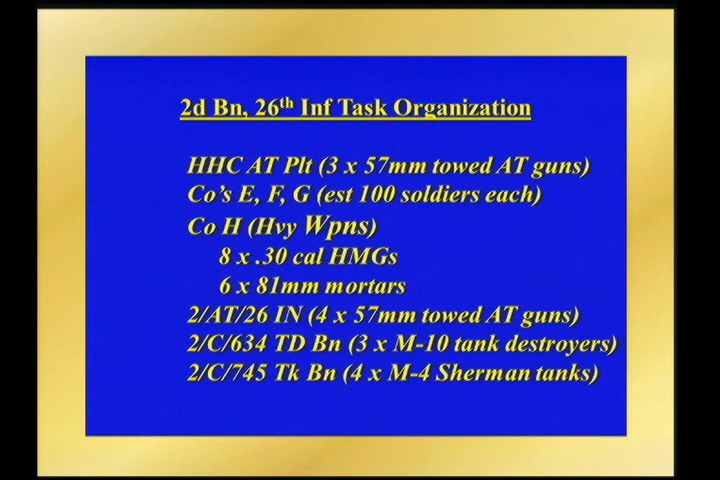 2d Bn, 26th Inf Task Organization
HHC AT Plt (3 x 57mm towed AT guns)
Co's E, F, G (est 100 soldiers each)
Co H (Hvy Wpns)
8 x .30 cal HMGs
6 x 81mm mortars
2/AT/26 IN (4 x 57mm towed AT guns)
2/C/634 TD Bn (3 x M-10 tank destroyers)
2/C/745 Tk Bn (4 x M-4 Sherman tanks)